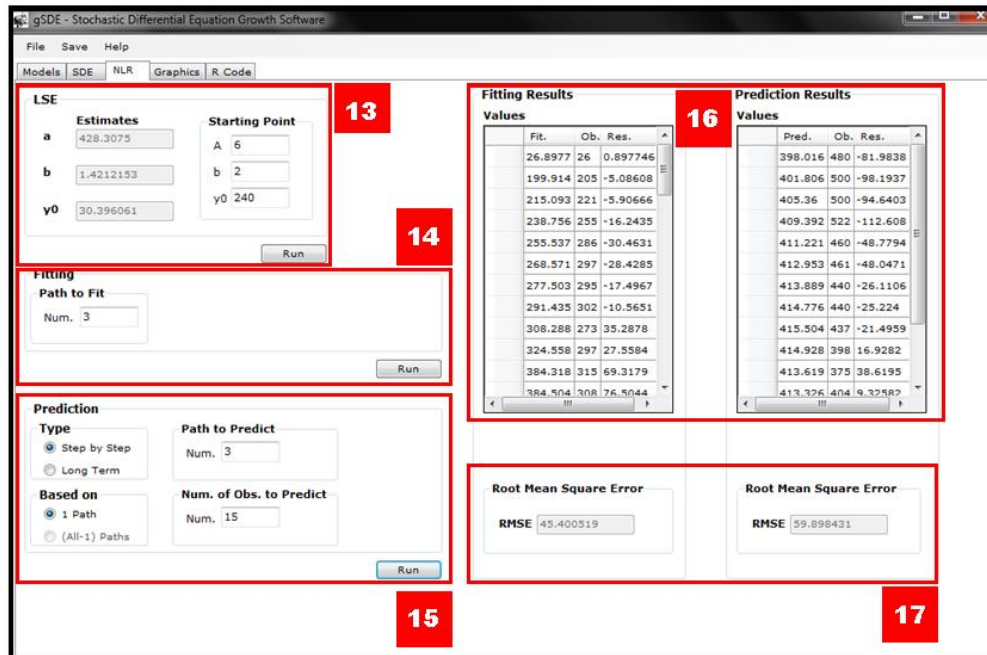 gSDE - Stochastic Differential Equation Growth Software
File Save Help
Models SDE NLR Graphics R Code
LSE
Estimates
a 428.3075
b 1.4212153
y0 30.396061
Starting Point
A 6
b 2
y0 240
Run
13
14
Fitting
Path to Fit
Num. 3
Run
Prediction
Type
Step by Step
Long Term
Based on
1 Path
(All-1) Paths
Path to Predict
Num. 3
Num. of Obs. to Predict
Num. 15
Run
15
Fitting Results
Values
Fit. Ob. Res.
26.8977 26 0.897746
199.914 205 -5.08608
215.093 221 -5.90666
238.756 255 -16.2435
255.537 286 -30.4631
268.571 297 -28.4285
277.503 295 -17.4967
291.435 302 -10.5651
308.288 273 35.2878
324.558 297 27.5584
384.318 315 69.3179
384.504 308 76.5044
16
Prediction Results
Values
Pred. Ob. Res.
398.016 480 -81.9838
401.806 500 -98.1937
405.36 500 -94.6403
409.392 522 -112.608
411.221 460 -48.7794
412.953 461 -48.0471
413.889 440 -26.1106
414.776 440 -25.224
415.504 437 -21.4959
414.928 398 16.9282
413.619 375 38.6195
413.326 404 9.32582
Root Mean Square Error
RMSE 45.400519
Root Mean Square Error
RMSE 59.898431
17